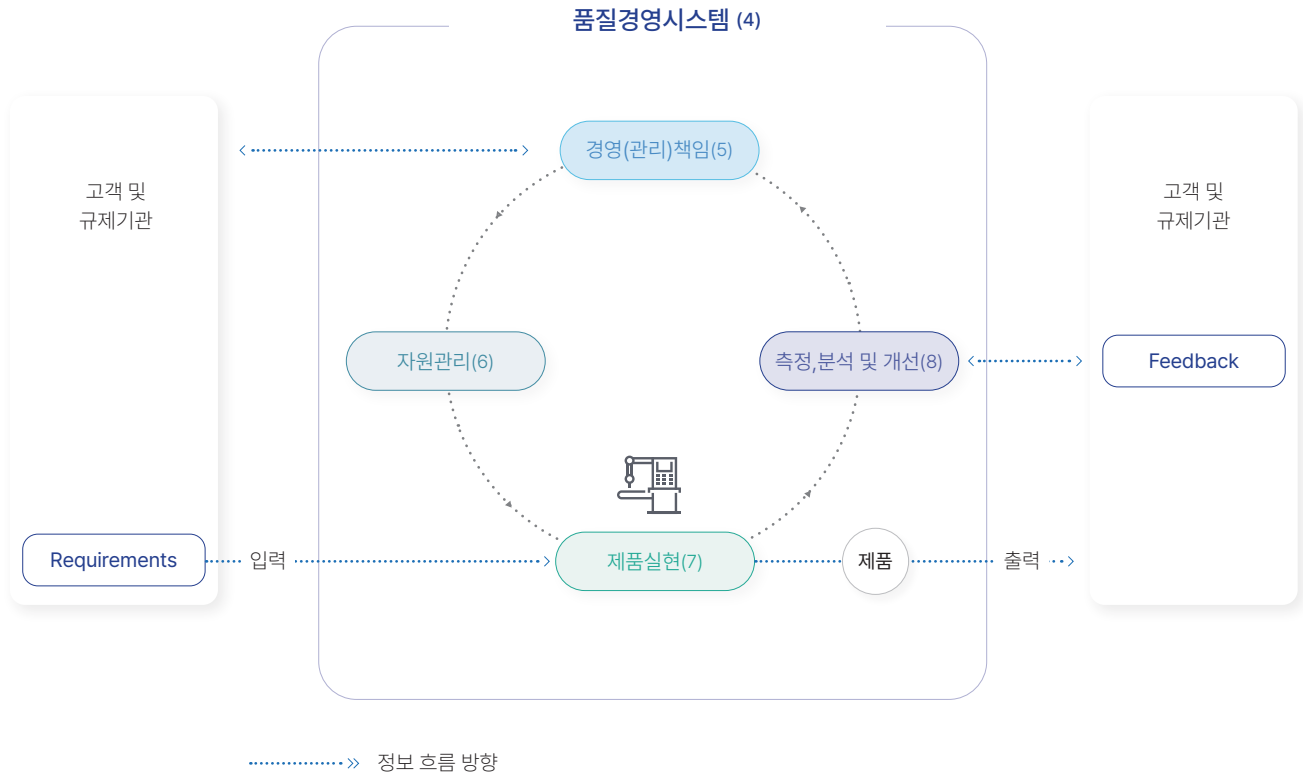 품질경영시스템 (4)
경영(관리)책임(5)
고객 및
규제기관
고객 및
규제기관
자원관리(6)
측정,분석 및 개선(8)
Feedback
Requirements
입력
제품실현(7)
제품
출력
정보 흐름 방향